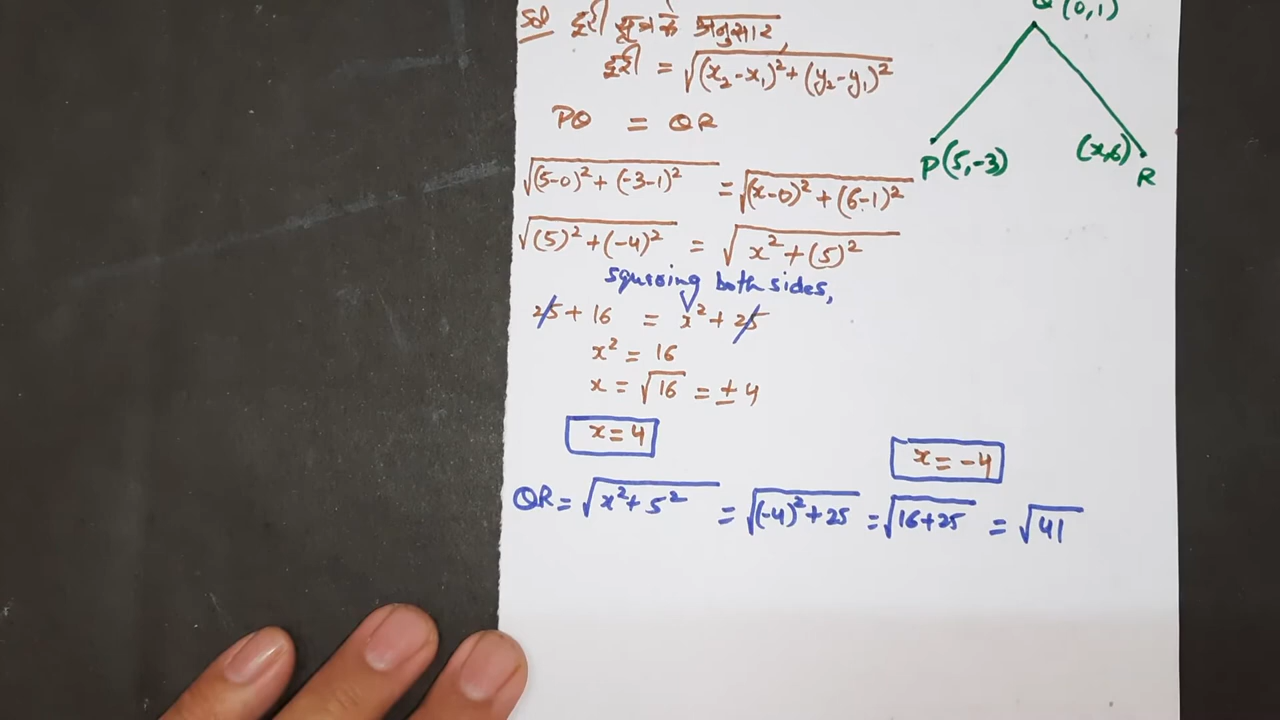 Sol दूरी सूत्र के अनुसार,
दूरी = √(x₂-x₁)²+(y₂-y₁)²
PQ = QR
√(5-0)²+(-3-1)² = √(x-0)²+(6-1)²
√(5)²+(-4)² = √x²+(5)²
squaring both sides,
25+16 = x²+25
x² = 16
x = √16 = ± 4
x = 4
x = -4
QR = √x²+5² = √(-4)²+25 = √16+25 = √41
Q(0,1)
P(5,-3)
(x,6)
R